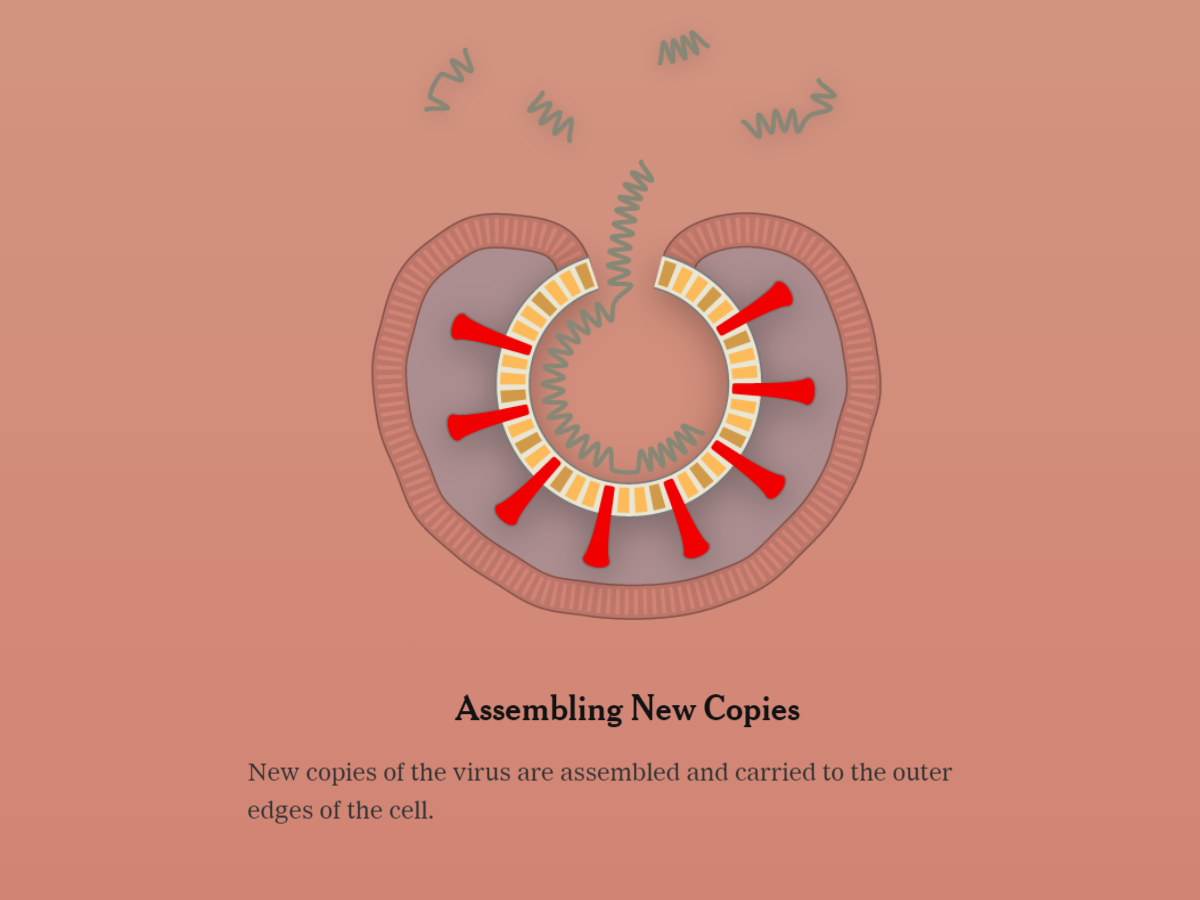 Assembling New Copies
New copies of the virus are assembled and carried to the outer
edges of the cell.